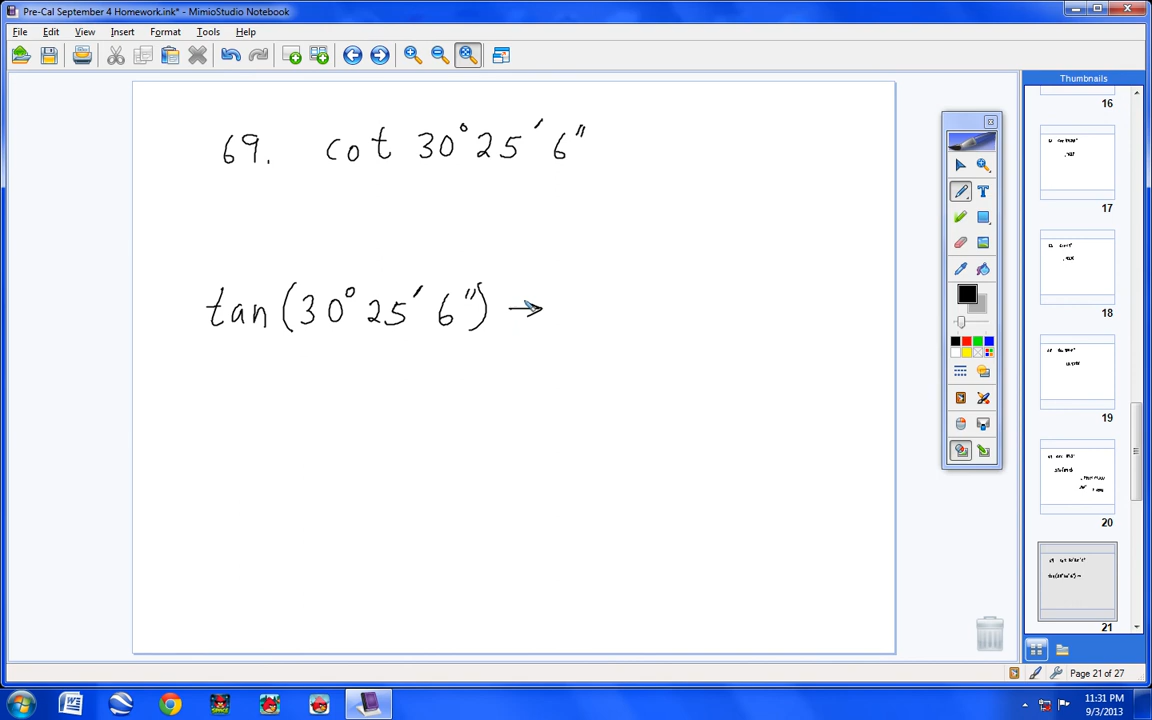 Pre-Cal September 4 Homework.ink* - MimioStudio Notebook
File Edit View Insert Format Tools Help
Thumbnails
16
17
18
19
20
21
69. cot 30° 25′ 6″
tan(30° 25′ 6″) →
Page 21 of 27
11:31 PM
9/3/2013